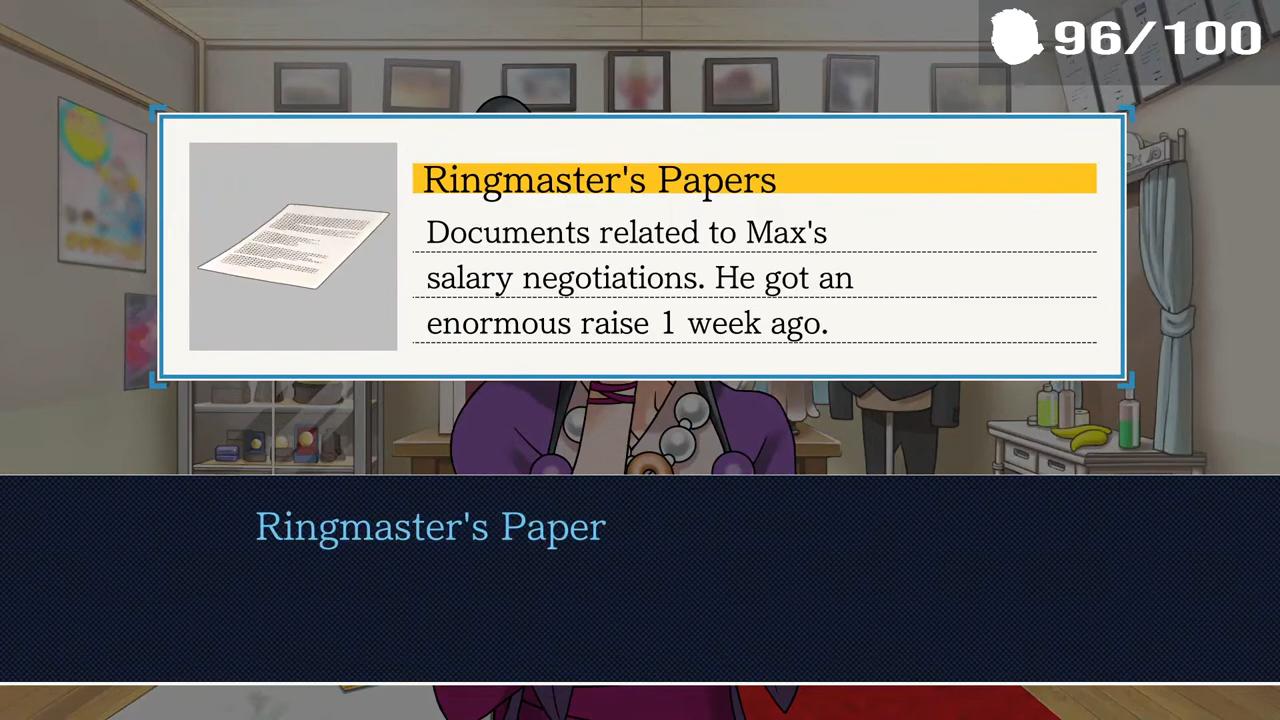 96/100
Ringmaster's Papers
Documents related to Max's
salary negotiations. He got an
enormous raise 1 week ago.
Ringmaster's Paper